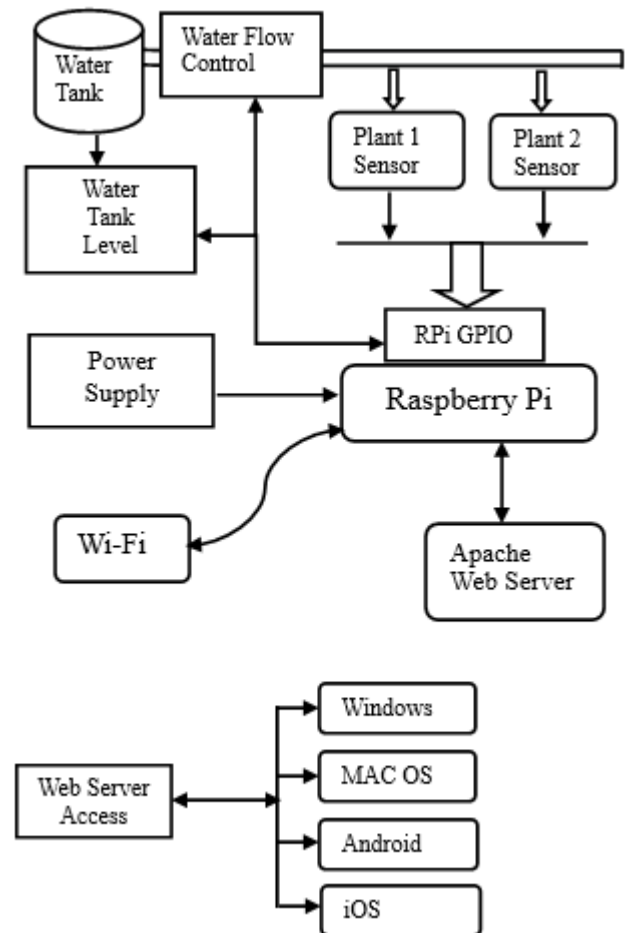 Water
Tank
Water Flow
Control
Plant 1
Sensor
Plant 2
Sensor
Water
Tank
Level
RPi GPIO
Power
Supply
Raspberry Pi
Wi-Fi
Apache
Web Server
Windows
Web Server
Access
MAC OS
Android
iOS